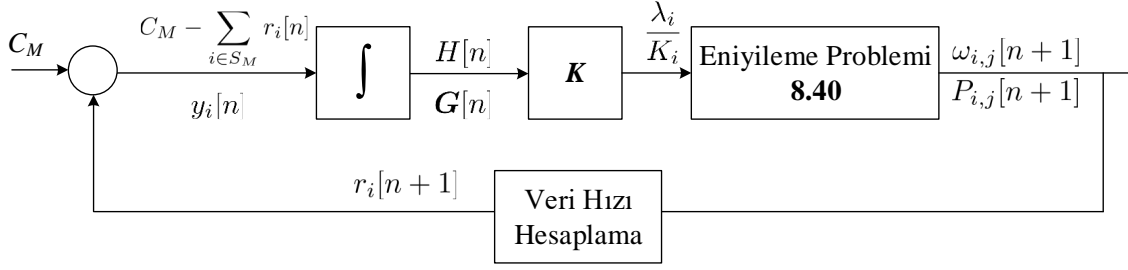 C_M
C_M − ∑_{i∈S_M} r_i[n]
y_i[n]
∫
H[n]
G[n]
K
λ_i / K_i
Eniyileme Problemi
8.40
ω_{i,j}[n+1]
P_{i,j}[n+1]
r_i[n+1]
Veri Hızı
Hesaplama